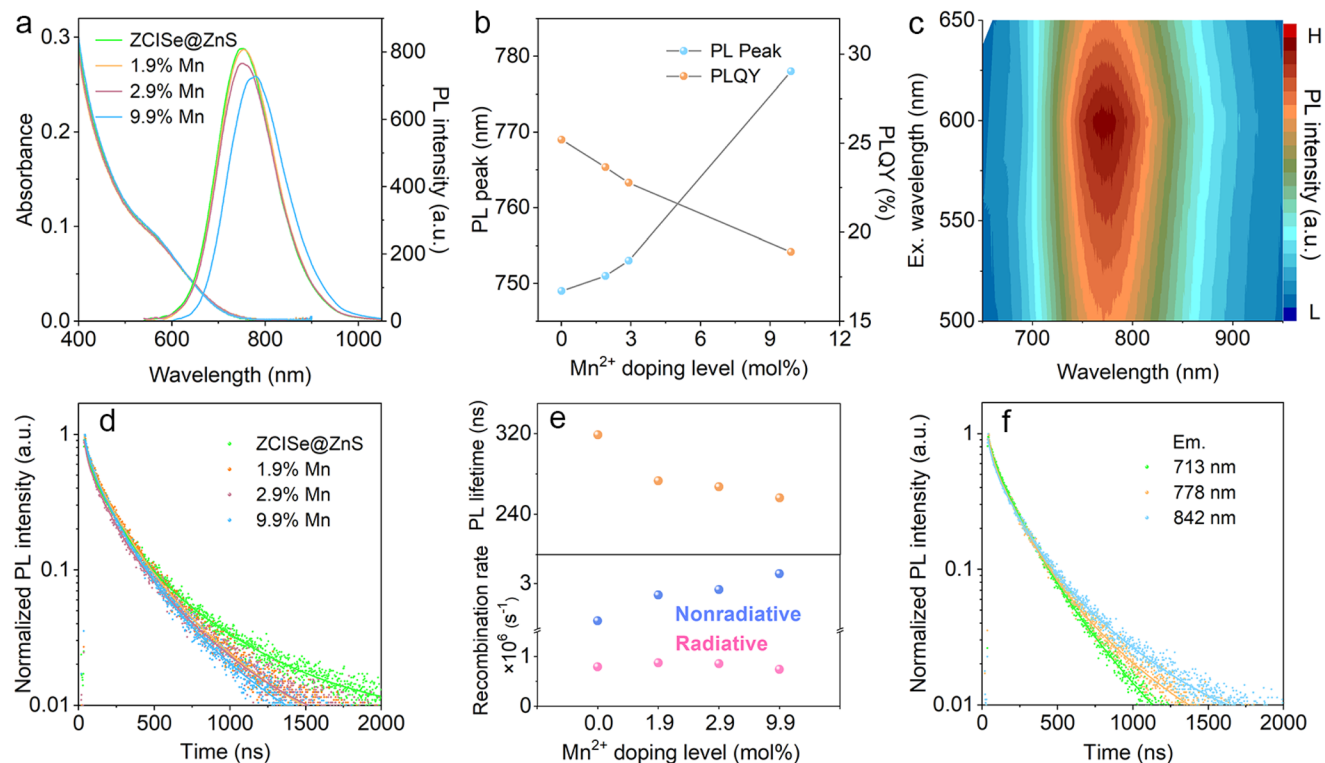 a
0.3
0.2
0.1
0.0
Absorbance
ZCISe@ZnS
1.9% Mn
2.9% Mn
9.9% Mn
800
700
600
500
400
300
200
100
0
PL intensity (a.u.)
400
600
800
1000
Wavelength (nm)
b
780
770
760
750
PL peak (nm)
PL Peak
PLQY
30
25
20
15
PLQY (%)
0
3
6
9
12
Mn²⁺ doping level (mol%)
c
650
600
550
500
Ex. wavelength (nm)
H
L
PL intensity (a.u.)
700
800
900
Wavelength (nm)
d
1
0.1
0.01
Normalized PL intensity (a.u.)
ZCISe@ZnS
1.9% Mn
2.9% Mn
9.9% Mn
0
500
1000
1500
2000
Time (ns)
e
320
240
PL lifetime (ns)
3
1
0
Recombination rate
×10⁶ (s⁻¹)
Nonradiative
Radiative
0.0
1.9
2.9
9.9
Mn²⁺ doping level (mol%)
f
1
0.1
0.01
Normalized PL intensity (a.u.)
Em.
713 nm
778 nm
842 nm
0
500
1000
1500
2000
Time (ns)